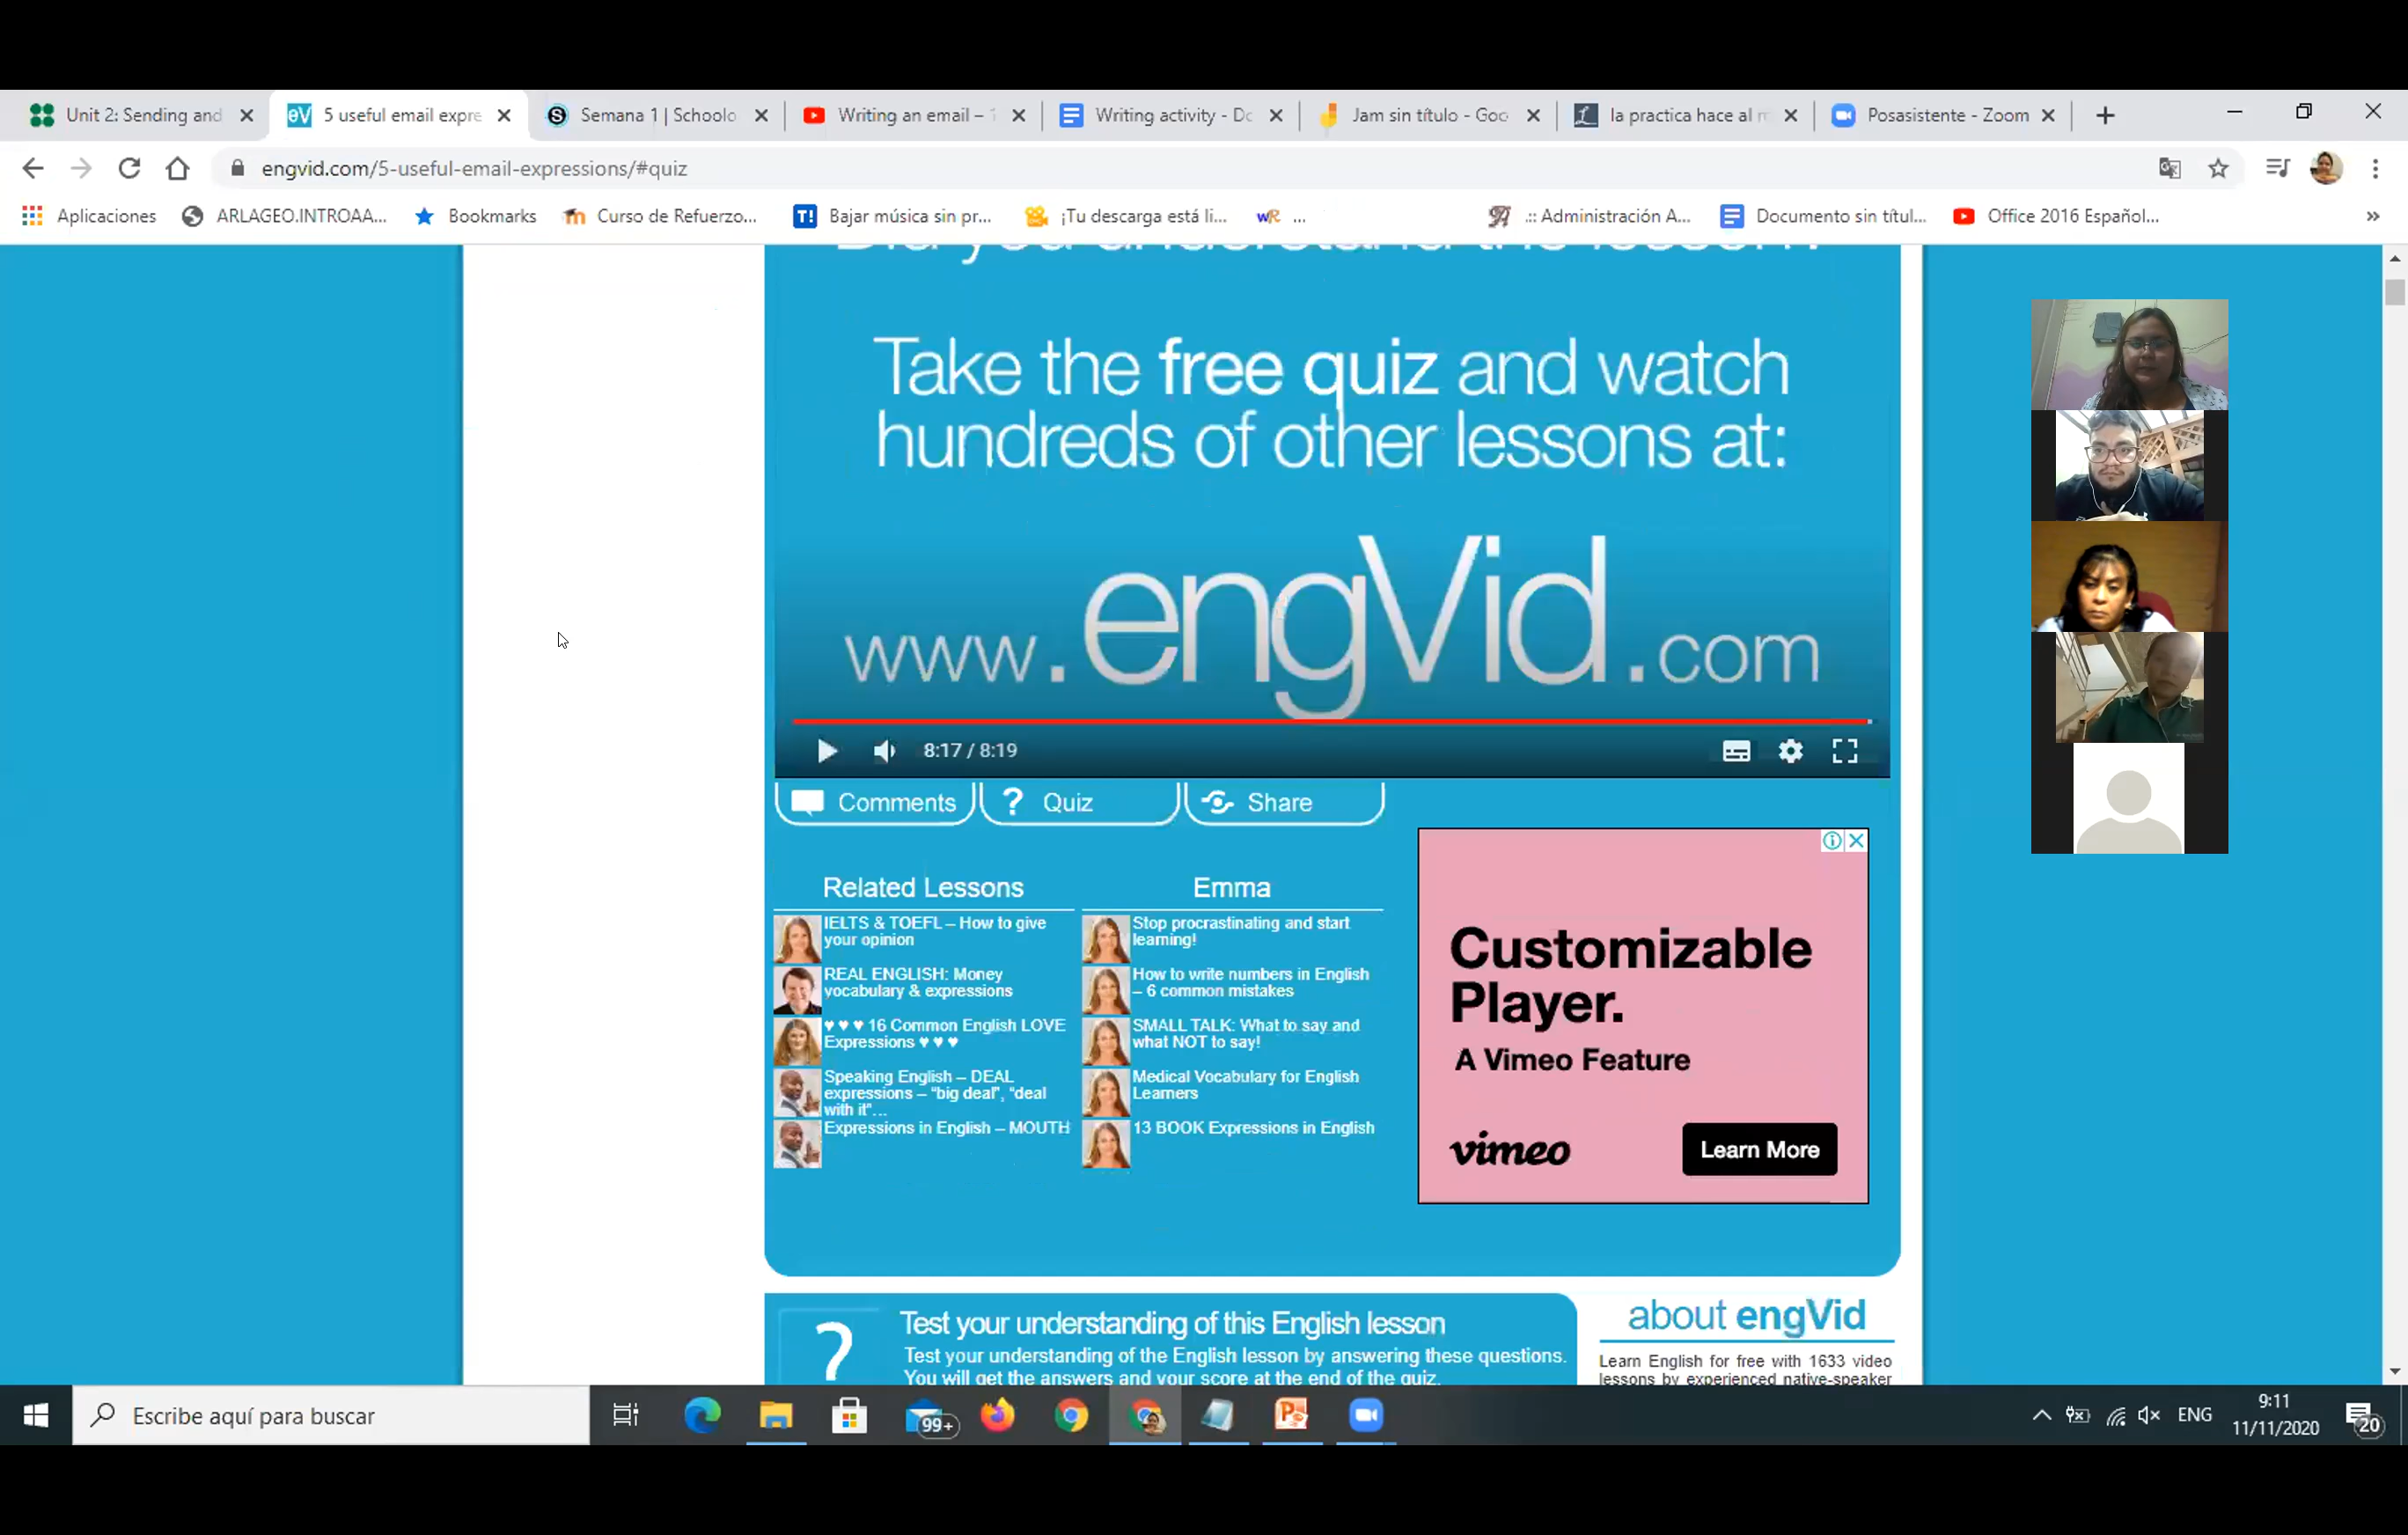 Unit 2: Sending and
5 useful email expre
Semana 1 | Schoolo
Writing an email –
Writing activity - Do
Jam sin título - Goo
la practica hace al m
Posasistente - Zoom
engvid.com/5-useful-email-expressions/#quiz
Aplicaciones
ARLAGEO.INTROAA...
Bookmarks
Curso de Refuerzo...
Bajar música sin pr...
¡Tu descarga está li...
wR ...
.:: Administración A...
Documento sin títul...
Office 2016 Español...
Did you understand the lesson?
Take the free quiz and watch
hundreds of other lessons at:
www.engVid.com
8:17 / 8:19
Comments
? Quiz
Share
Related Lessons
IELTS & TOEFL – How to give
your opinion
REAL ENGLISH: Money
vocabulary & expressions
♥ ♥ ♥ 16 Common English LOVE
Expressions ♥ ♥ ♥
Speaking English – DEAL
expressions – “big deal”, “deal
with it”...
Expressions in English – MOUTH
Emma
Stop procrastinating and start
learning!
How to write numbers in English
– 6 common mistakes
SMALL TALK: What to say and
what NOT to say!
Medical Vocabulary for English
Learners
13 BOOK Expressions in English
Customizable
Player.
A Vimeo Feature
vimeo
Learn More
?
Test your understanding of this English lesson
Test your understanding of the English lesson by answering these questions.
You will get the answers and your score at the end of the quiz.
about engVid
Learn English for free with 1633 video
lessons by experienced native-speaker
Escribe aquí para buscar
99+
ENG
9:11
11/11/2020
20